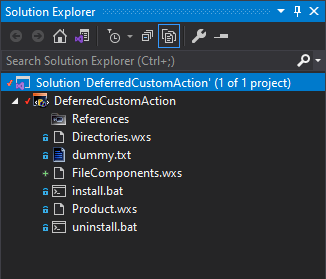 Solution Explorer
Search Solution Explorer (Ctrl+;)
Solution 'DeferredCustomAction' (1 of 1 project)
DeferredCustomAction
References
Directories.wxs
dummy.txt
FileComponents.wxs
install.bat
Product.wxs
uninstall.bat